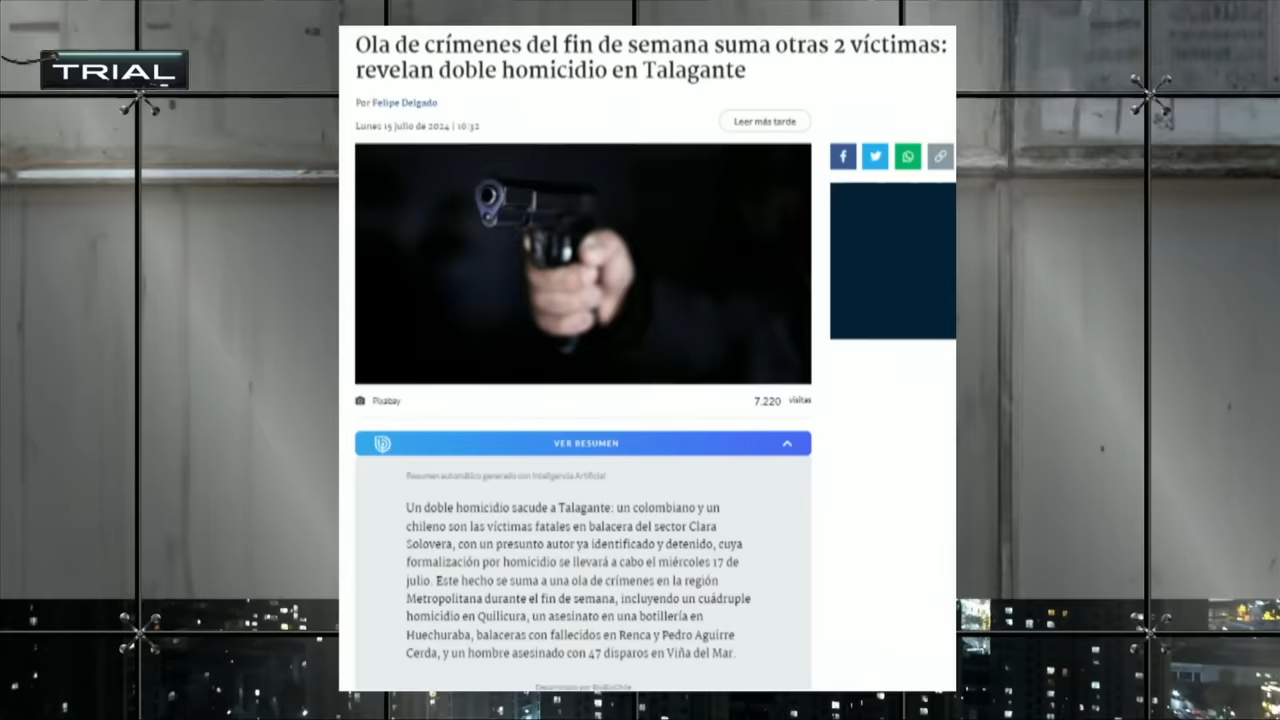 TRIAL
Ola de crímenes del fin de semana suma otras 2 víctimas:
revelan doble homicidio en Talagante
Por Felipe Delgado
Lunes 15 julio de 2024 | 16:32
Leer más tarde
Pixabay
7.220 visitas
VER RESUMEN
Resumen automático generado con Inteligencia Artificial
Un doble homicidio sacude a Talagante: un colombiano y un
chileno son las víctimas fatales en balacera del sector Clara
Solovera, con un presunto autor ya identificado y detenido, cuya
formalización por homicidio se llevará a cabo el miércoles 17 de
julio. Este hecho se suma a una ola de crímenes en la región
Metropolitana durante el fin de semana, incluyendo un cuádruple
homicidio en Quilicura, un asesinato en una botillería en
Huechuraba, balaceras con fallecidos en Renca y Pedro Aguirre
Cerda, y un hombre asesinado con 47 disparos en Viña del Mar.
Desarrollado por BioBioChile